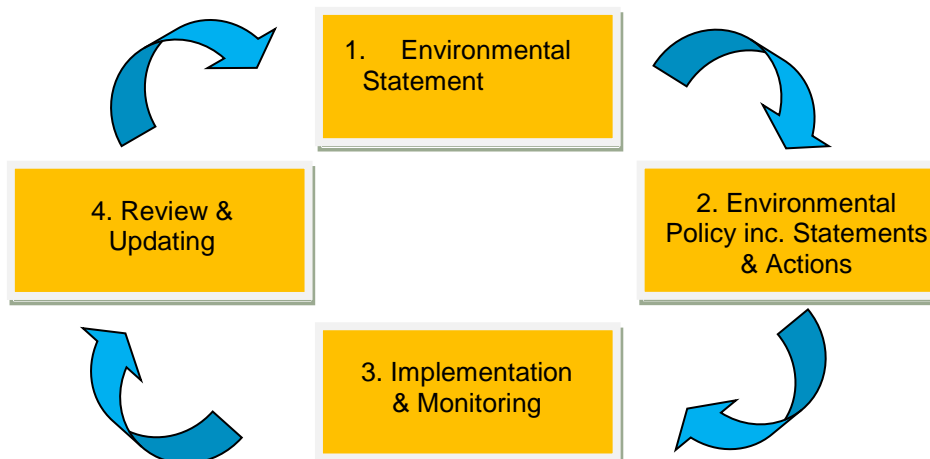 1. Environmental
Statement
2. Environmental
Policy inc. Statements
& Actions
3. Implementation
& Monitoring
4. Review &
Updating